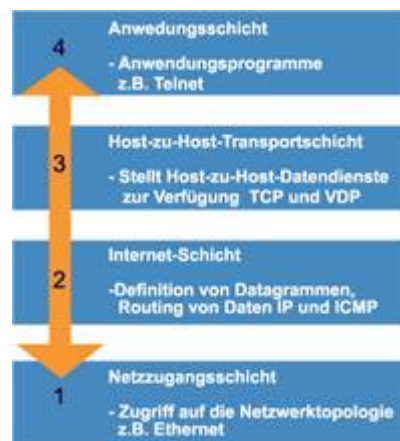 4
Anwedungsschicht
- Anwendungsprogramme
z.B. Telnet
3
Host-zu-Host-Transportschicht
- Stellt Host-zu-Host-Datendienste
zur Verfügung TCP und VDP
2
Internet-Schicht
-Definition von Datagrammen,
Routing von Daten IP und ICMP
1
Netzzugangsschicht
- Zugriff auf die Netzwerktopologie
z.B. Ethernet